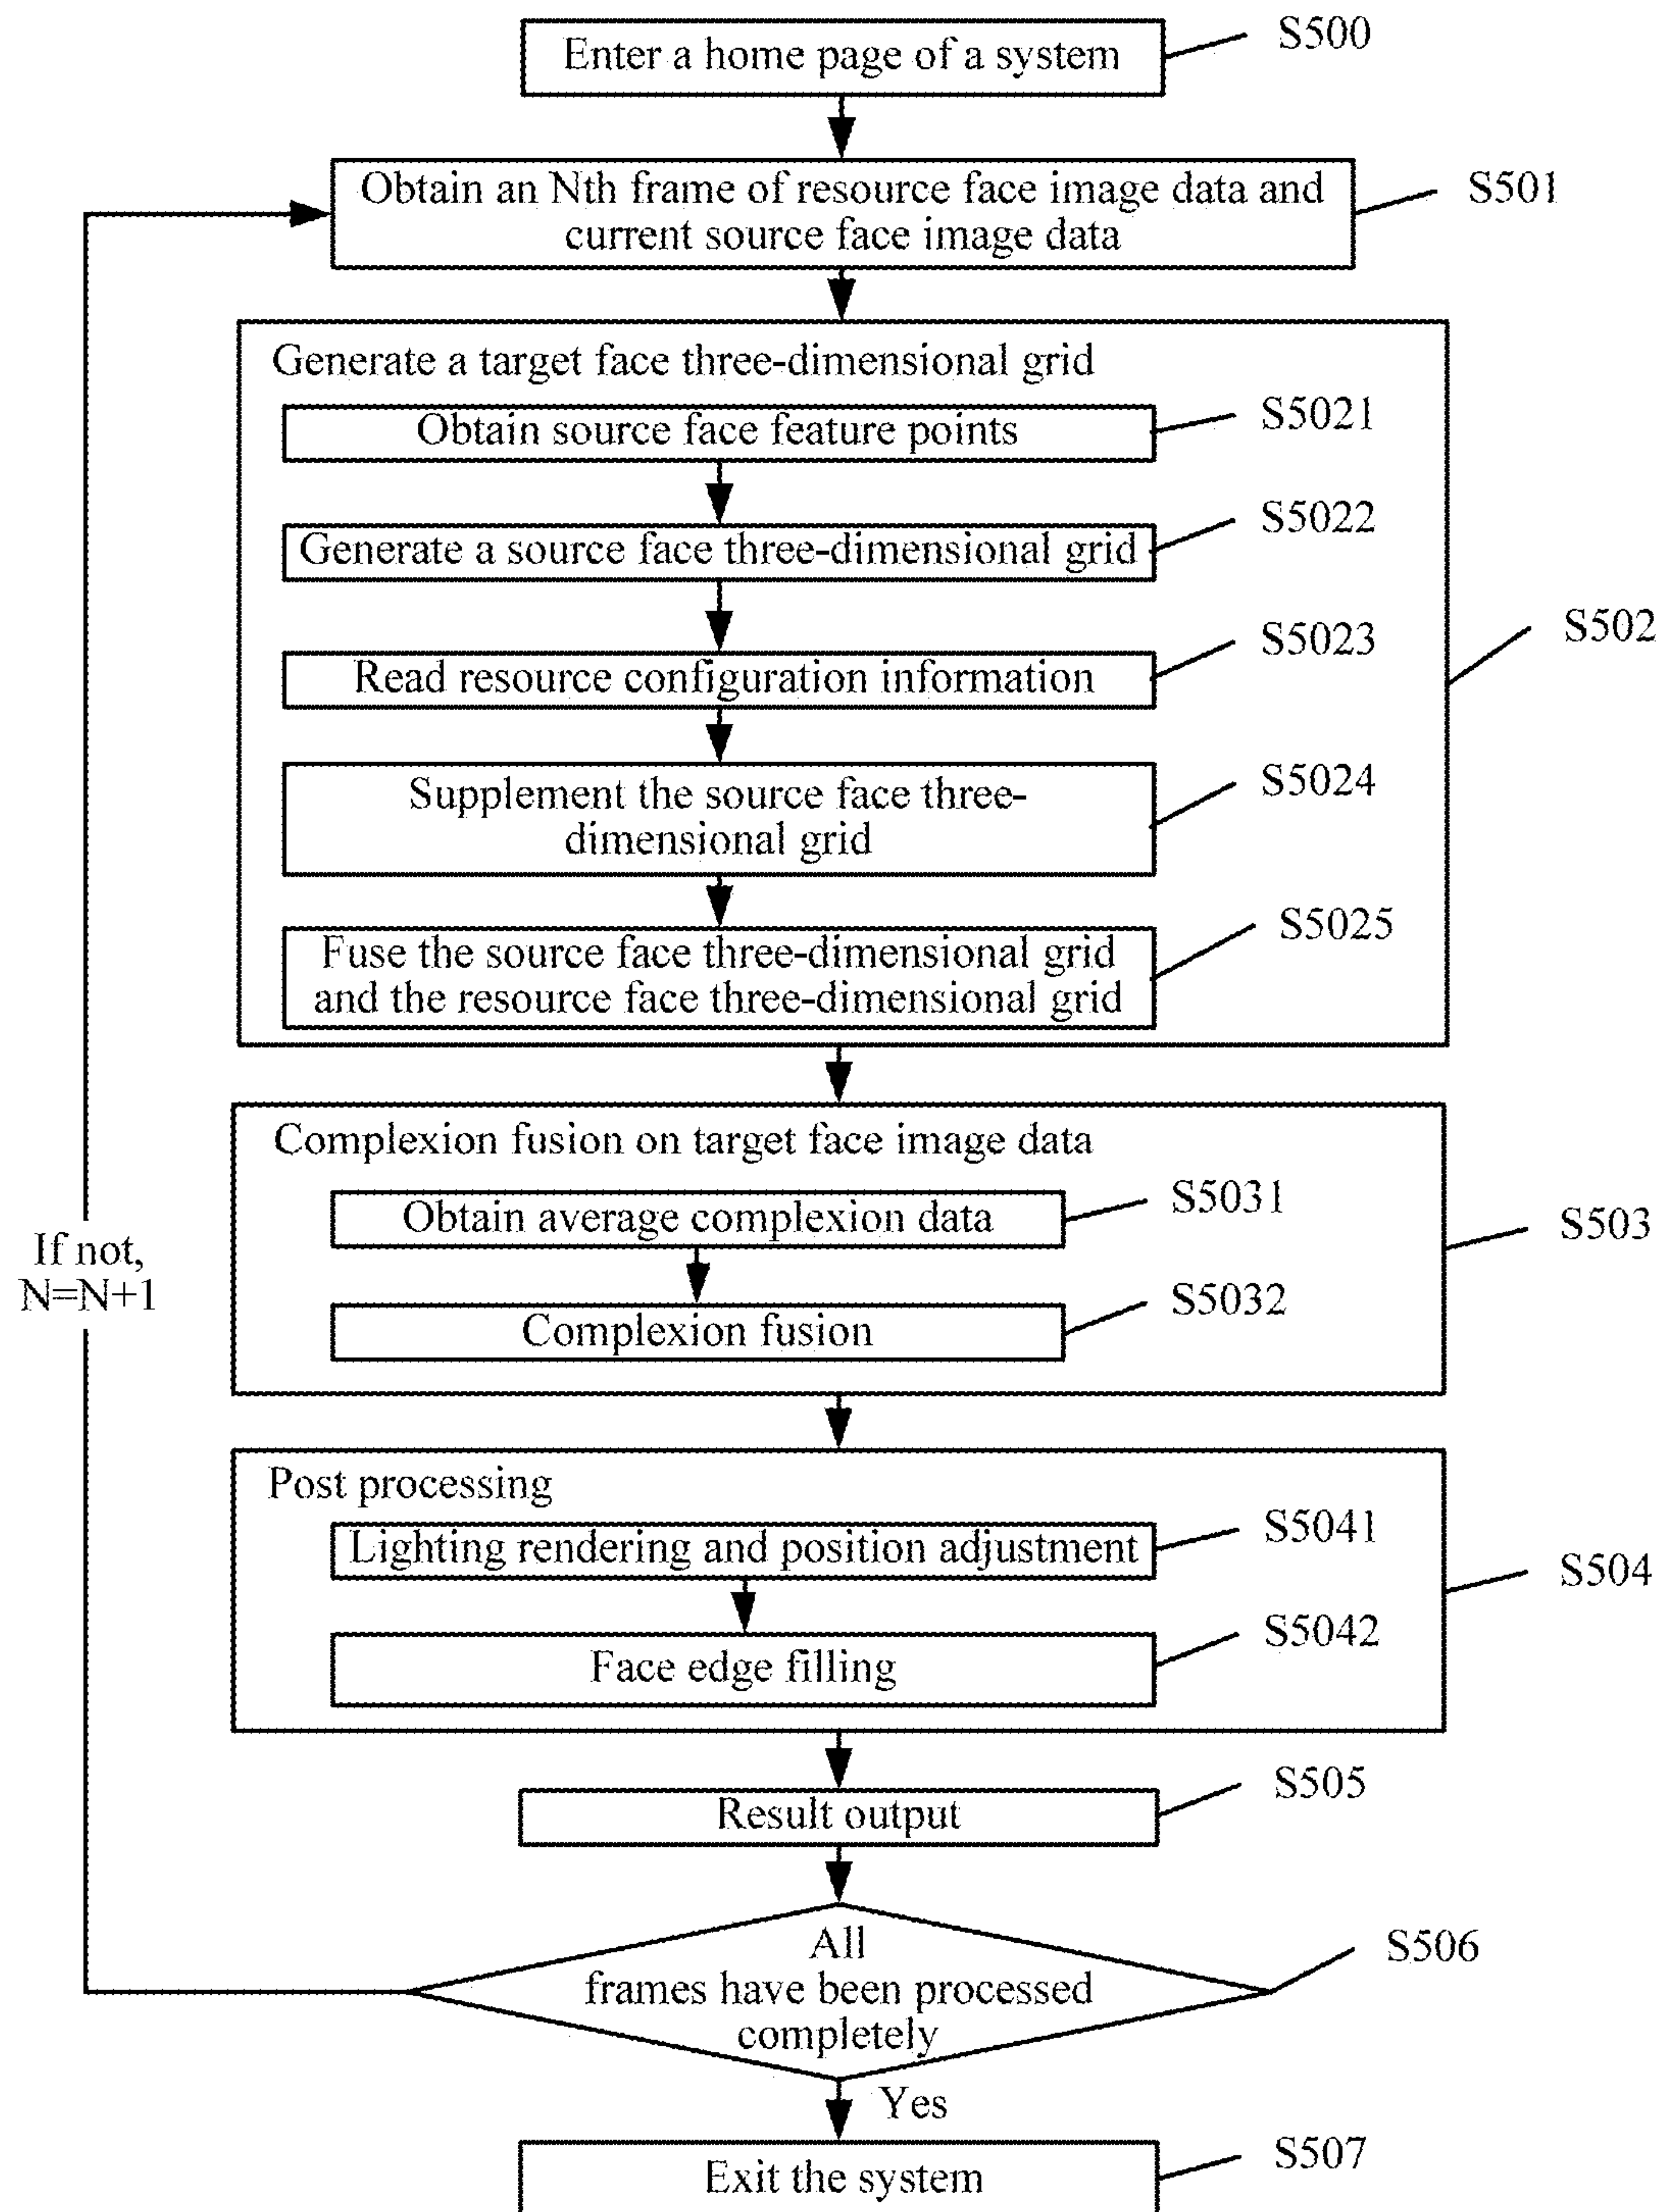 Enter a home page of a system
S500
Obtain an Nth frame of resource face image data and
current source face image data
S501
Generate a target face three-dimensional grid
Obtain source face feature points
S5021
Generate a source face three-dimensional grid
S5022
Read resource configuration information
S5023
S502
Supplement the source face three-
dimensional grid
S5024
Fuse the source face three-dimensional grid
and the resource face three-dimensional grid
S5025
Complexion fusion on target face image data
Obtain average complexion data
S5031
S503
If not,
N=N+1
Complexion fusion
S5032
Post processing
Lighting rendering and position adjustment
S5041
S504
Face edge filling
S5042
Result output
S505
All
frames have been processed
completely
S506
Yes
Exit the system
S507